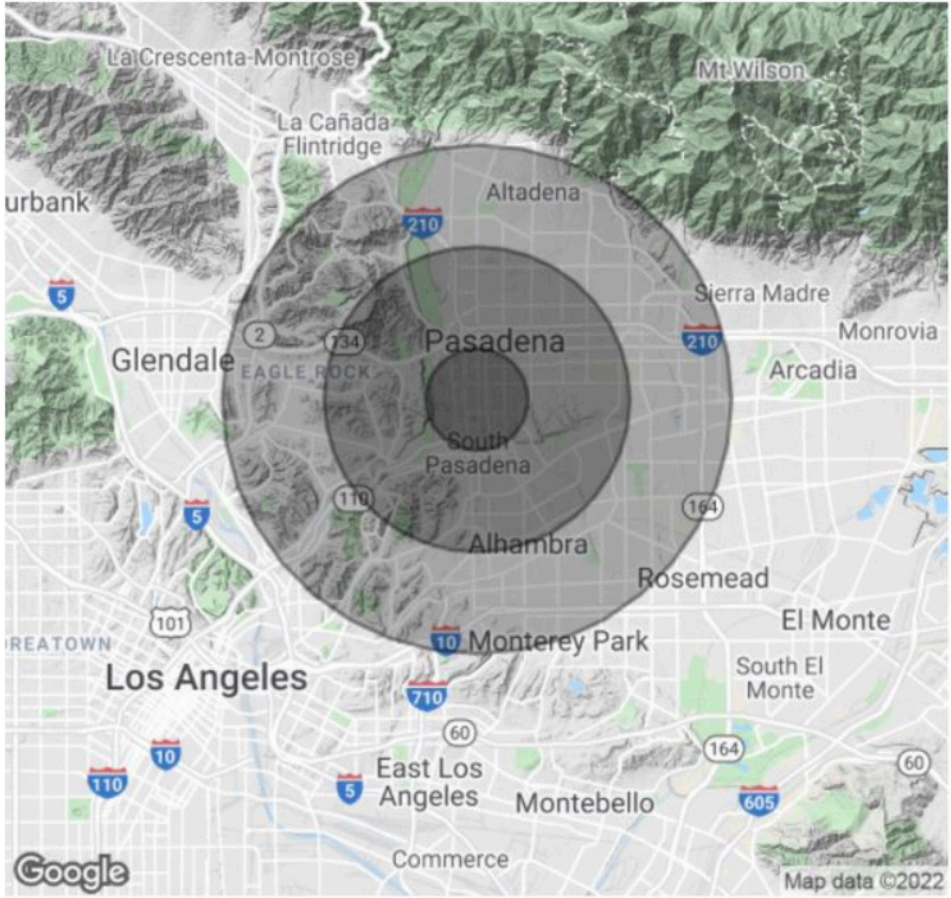 La Crescenta-Montrose
Mt Wilson
La Cañada
Flintridge
Altadena
urbank
210
5
Sierra Madre
2
134
Pasadena
210
Monrovia
Glendale
EAGLE ROCK
Arcadia
South
Pasadena
110
164
5
Alhambra
Rosemead
101
El Monte
OREATOWN
10
Monterey Park
Los Angeles
South El
Monte
710
60
164
10
60
110
5
East Los
Angeles
Montebello
605
Commerce
Google
Map data ©2022